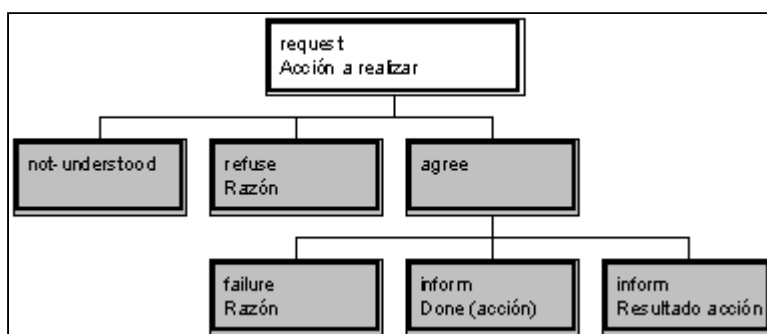 request
Acción a realizar
not-understood
refuse
Razón
agree
failure
Razón
inform
Done (acción)
inform
Resultado acción